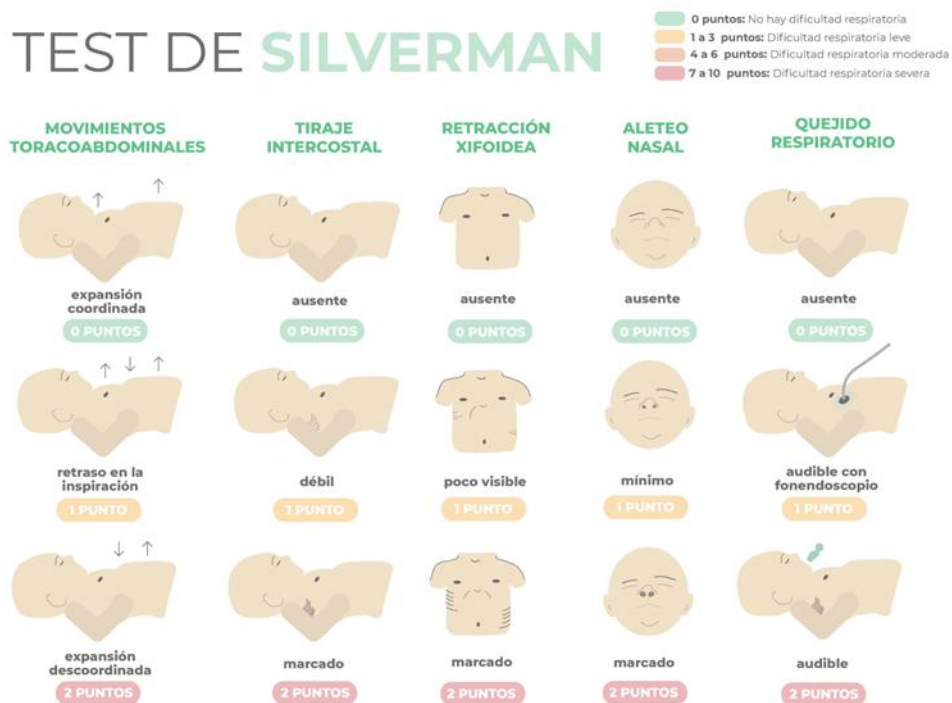 TEST DE SILVERMAN
0 puntos: No hay dificultad respiratoria
1 a 3 puntos: Dificultad respiratoria leve
4 a 6 puntos: Dificultad respiratoria moderada
7 a 10 puntos: Dificultad respiratoria severa
MOVIMIENTOS
TORACOABDOMINALES
TIRAJE
INTERCOSTAL
RETRACCIÓN
XIFOIDEA
ALETEO
NASAL
QUEJIDO
RESPIRATORIO
expansión
coordinada
0 PUNTOS
ausente
0 PUNTOS
ausente
0 PUNTOS
ausente
0 PUNTOS
ausente
0 PUNTOS
retraso en la
inspiración
1 PUNTO
débil
1 PUNTO
poco visible
1 PUNTO
mínimo
1 PUNTO
audible con
fonendoscopio
1 PUNTO
expansión
descoordinada
2 PUNTOS
marcado
2 PUNTOS
marcado
2 PUNTOS
marcado
2 PUNTOS
audible
2 PUNTOS